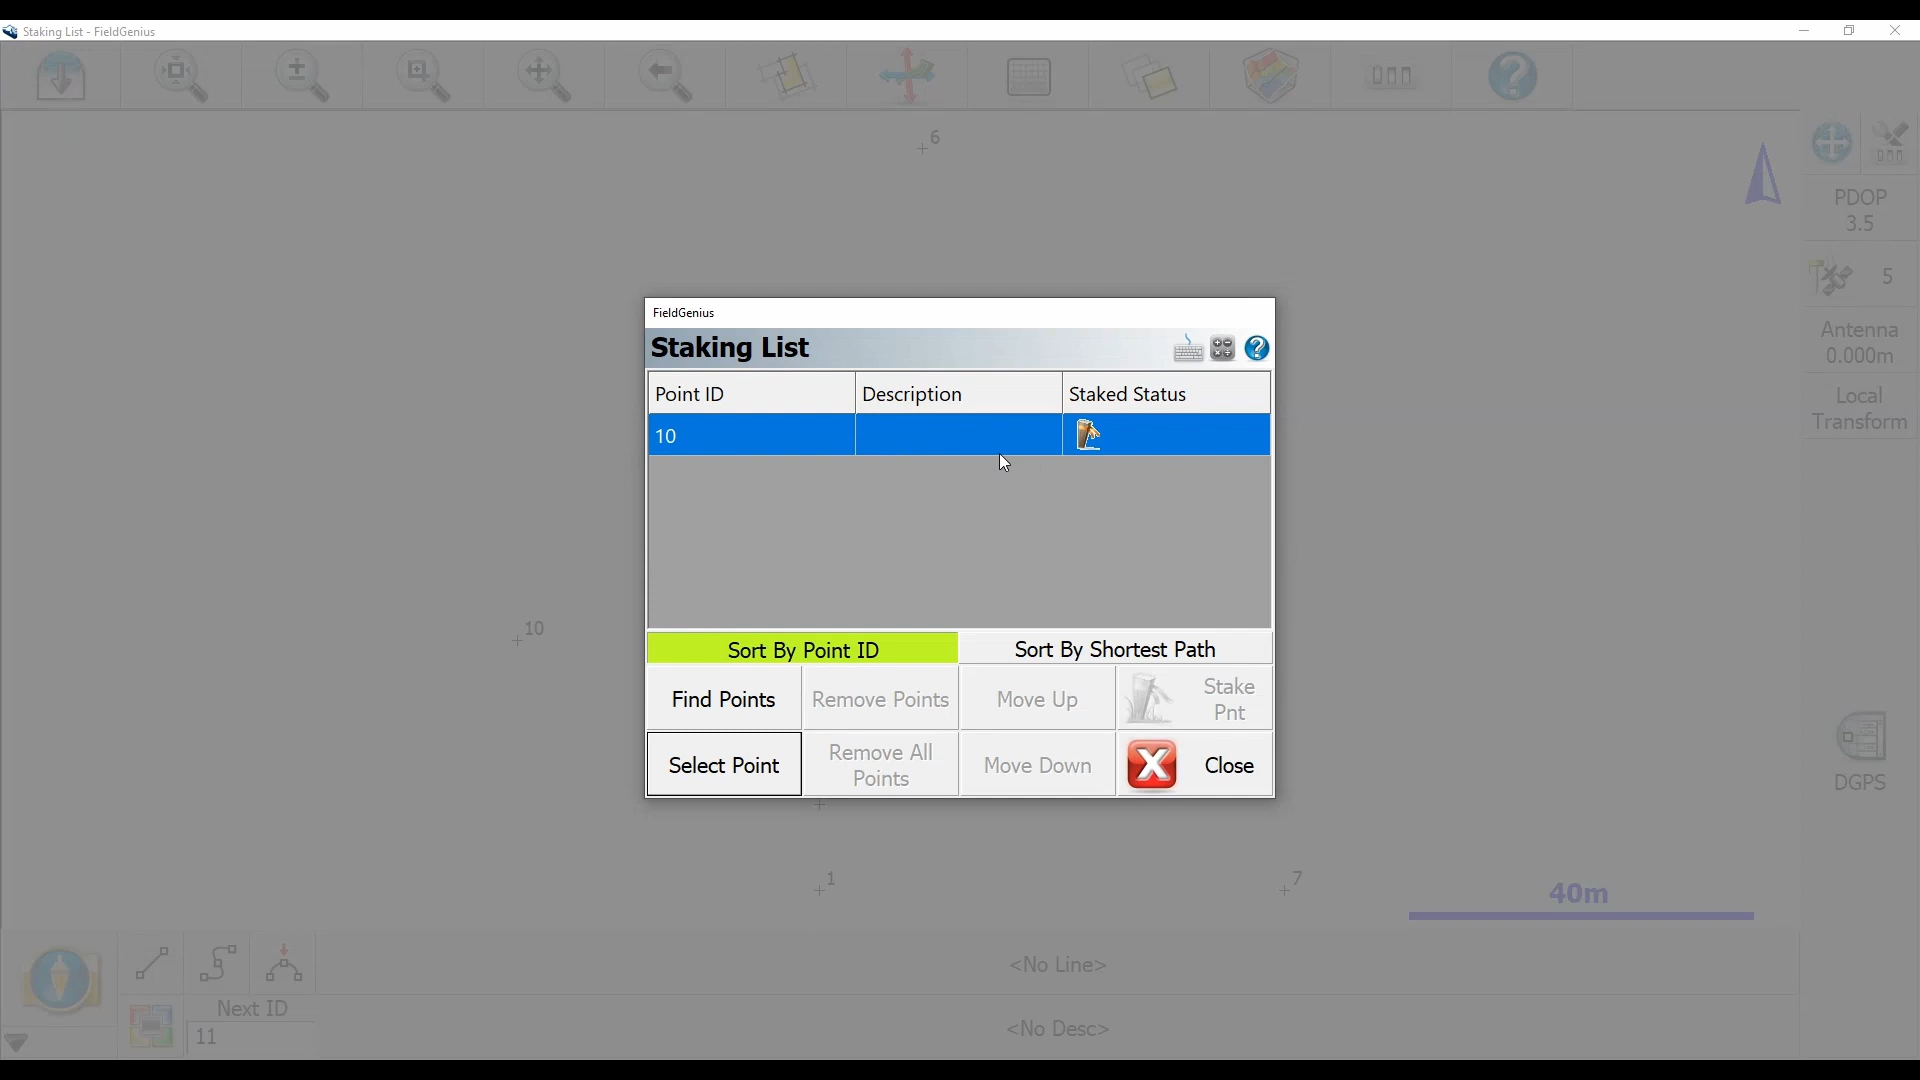 Staking List - FieldGenius
6
PDOP
3.5
5
Antenna
0.000m
Local
Transform
FieldGenius
Staking List
Point ID Description Staked Status
10
10
Sort By Point ID Sort By Shortest Path
Find Points Remove Points Move Up Stake Pnt
Select Point Remove All Points Move Down Close
DGPS
1
7
40m
<No Line>
Next ID
11
<No Desc>